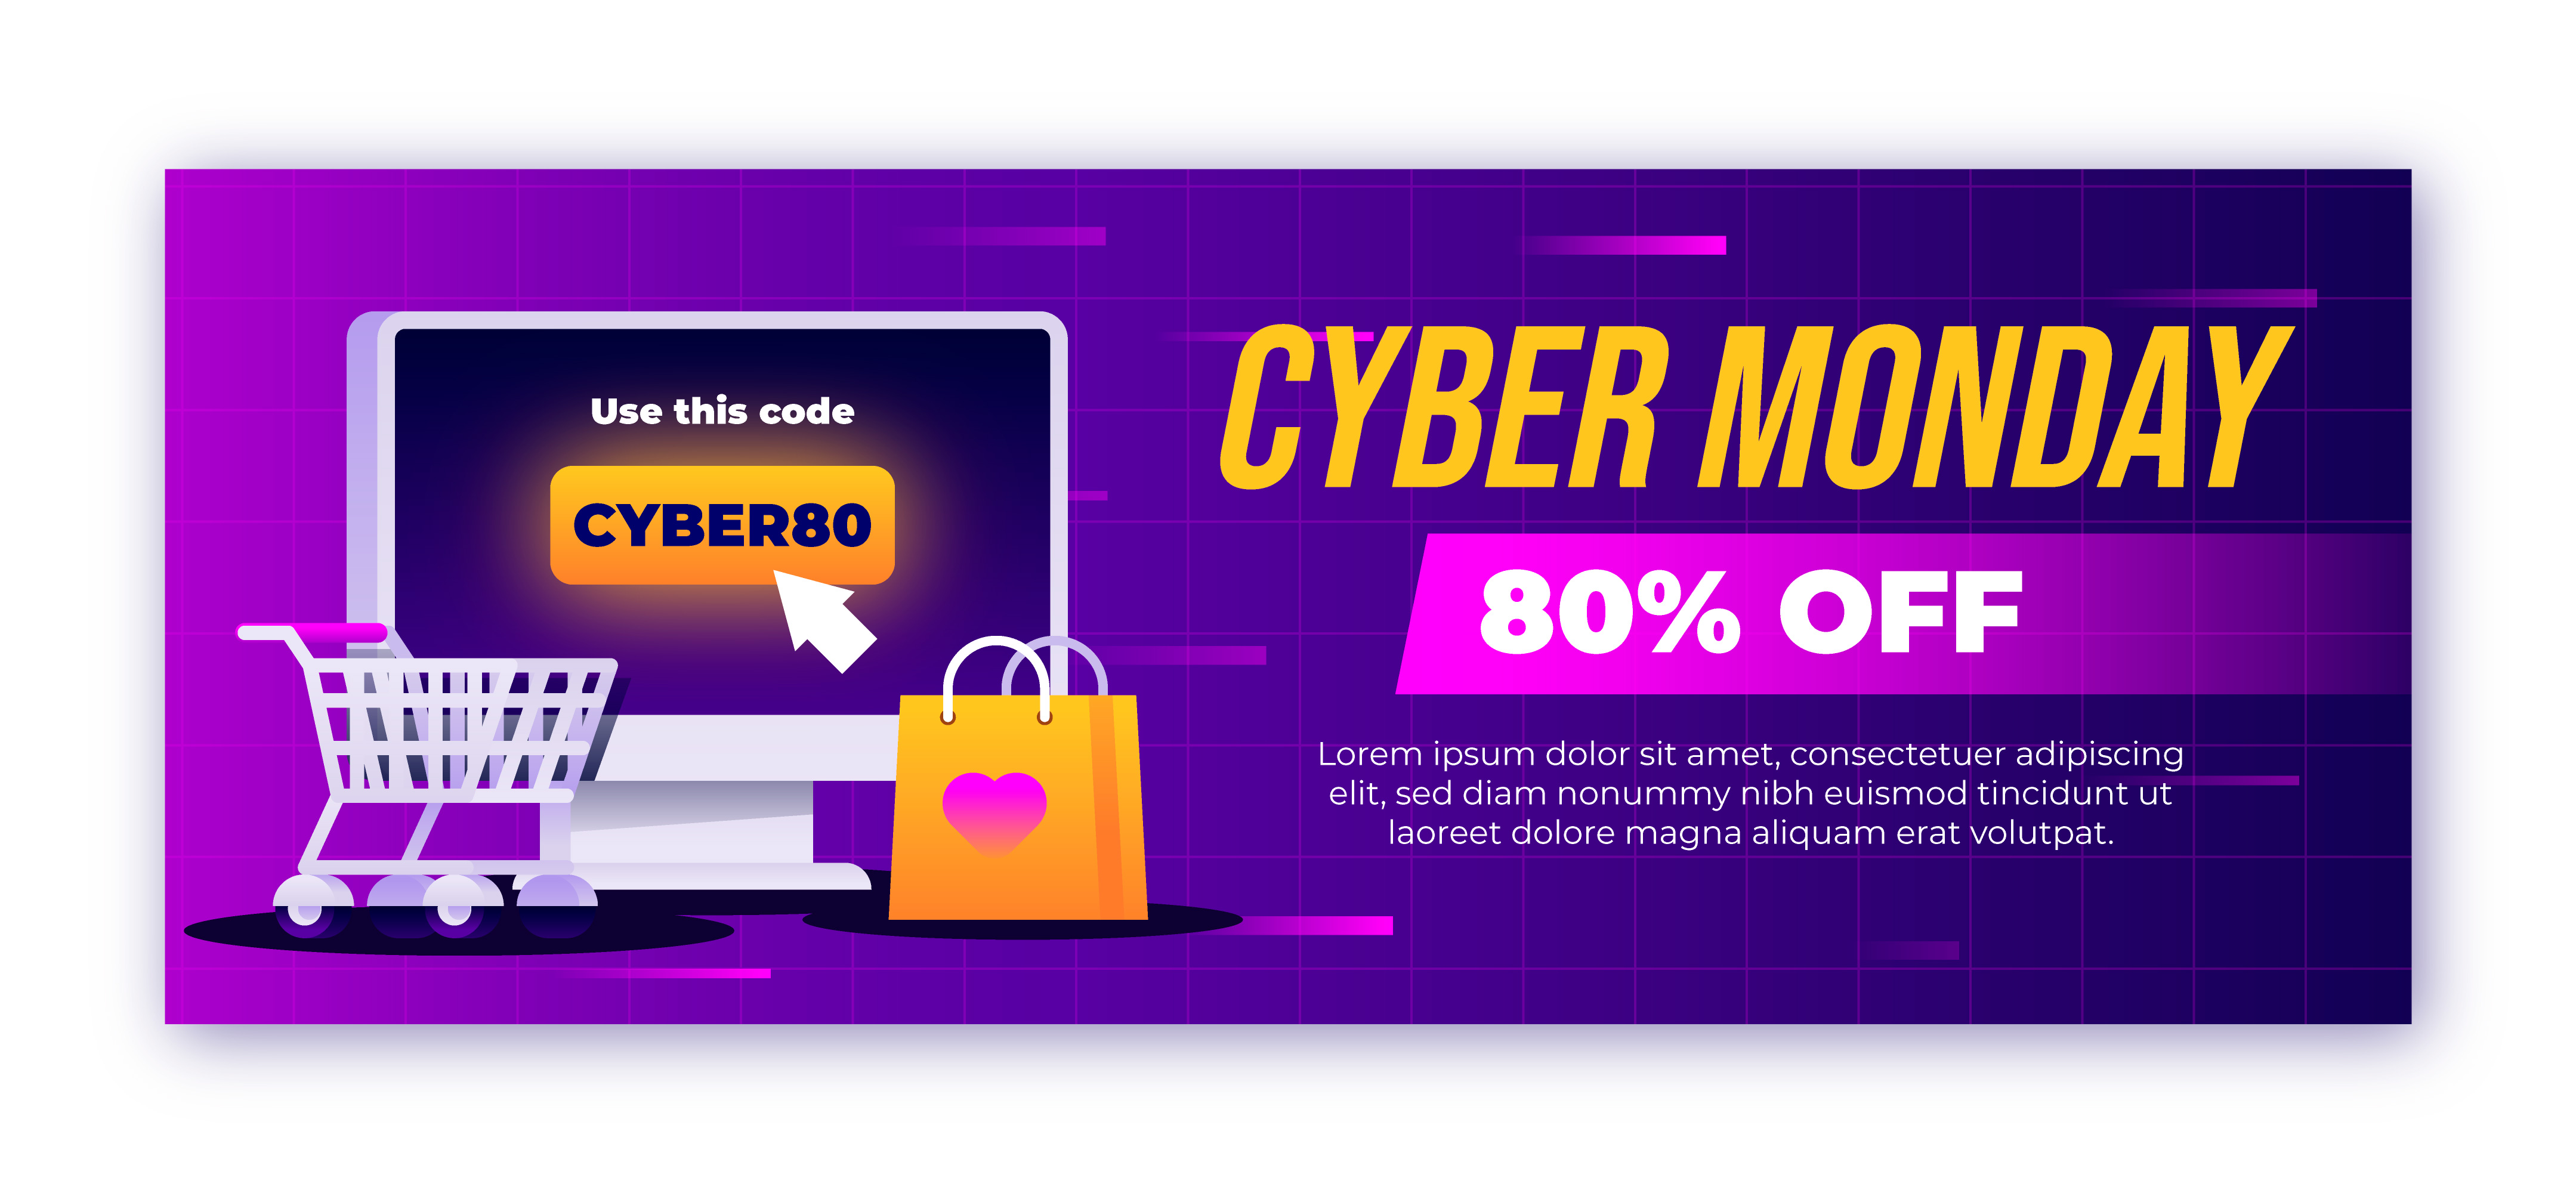 Use this code
CYBER80
CYBER MONDAY
80% OFF
Lorem ipsum dolor sit amet, consectetuer adipiscing
elit, sed diam nonummy nibh euismod tincidunt ut
laoreet dolore magna aliquam erat volutpat.